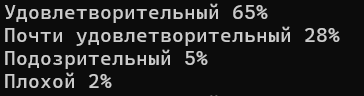 Удовлетворительный 65%
Почти удовлетворительный 28%
Подозрительный 5%
Плохой 2%